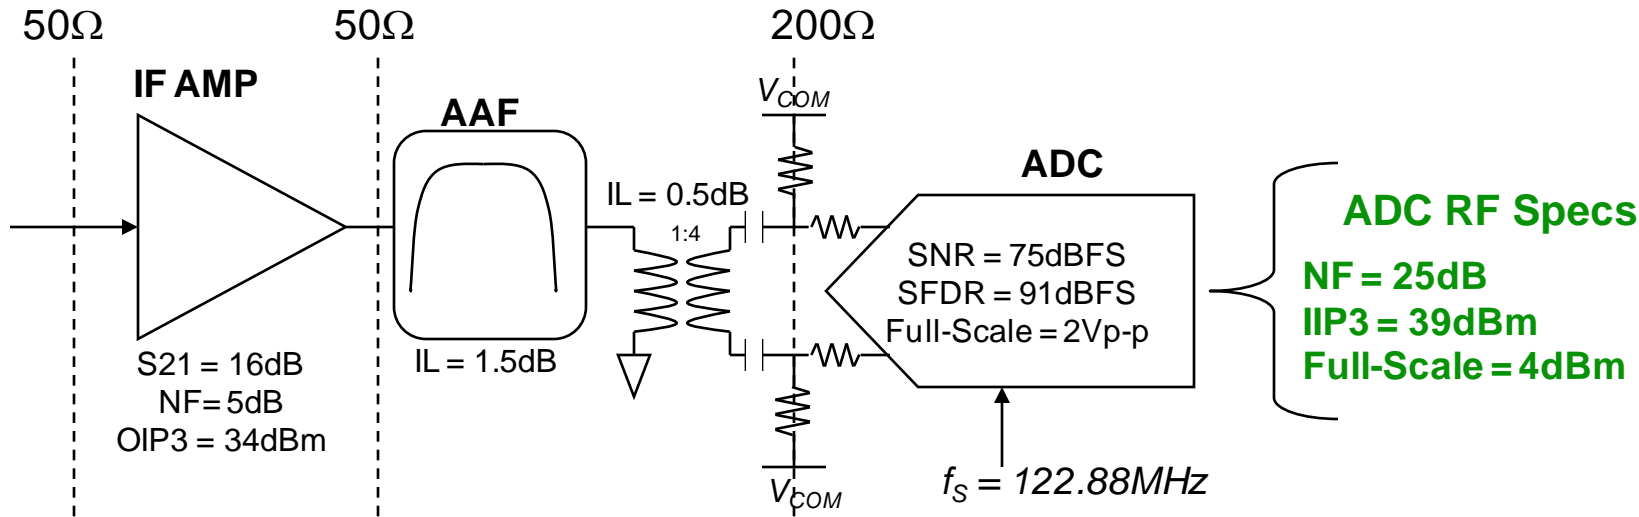 50Ω
50Ω
200Ω
IF AMP
AAF
V_COM
ADC
IL = 0.5dB
1:4
ADC RF Specs
SNR = 75dBFS
SFDR = 91dBFS
Full-Scale = 2Vp-p
NF = 25dB
IIP3 = 39dBm
Full-Scale = 4dBm
S21 = 16dB
NF= 5dB
OIP3 = 34dBm
IL = 1.5dB
V_COM
f_S = 122.88MHz